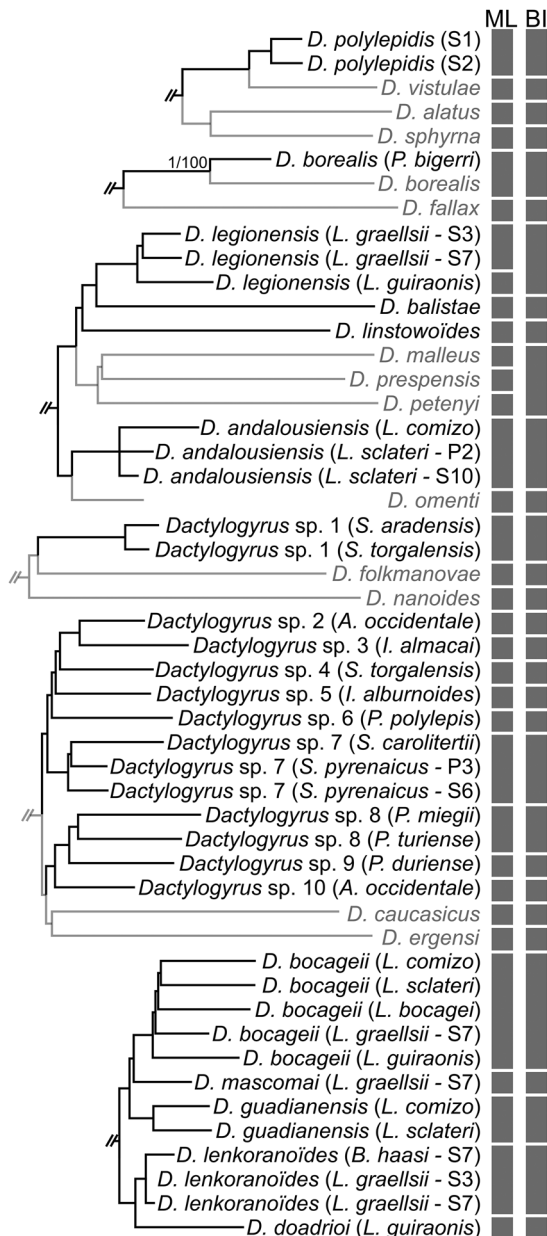 ML BI
D. polylepidis (S1)
D. polylepidis (S2)
D. vistulae
D. alatus
D. sphyrna
1/100 D. borealis (P. bigerri)
D. borealis
D. fallax
D. legionensis (L. graellsii - S3)
D. legionensis (L. graellsii - S7)
D. legionensis (L. guiraonis)
D. balistae
D. linstowoïdes
D. malleus
D. prespensis
D. petenyi
D. andalousiensis (L. comizo)
D. andalousiensis (L. sclateri - P2)
D. andalousiensis (L. sclateri - S10)
D. omenti
Dactylogyrus sp. 1 (S. aradensis)
Dactylogyrus sp. 1 (S. torgalensis)
D. folkmanovae
D. nanoides
Dactylogyrus sp. 2 (A. occidentale)
Dactylogyrus sp. 3 (I. almacai)
Dactylogyrus sp. 4 (S. torgalensis)
Dactylogyrus sp. 5 (I. alburnoides)
Dactylogyrus sp. 6 (P. polylepis)
Dactylogyrus sp. 7 (S. carolitertii)
Dactylogyrus sp. 7 (S. pyrenaicus - P3)
Dactylogyrus sp. 7 (S. pyrenaicus - S6)
Dactylogyrus sp. 8 (P. miegii)
Dactylogyrus sp. 8 (P. turiense)
Dactylogyrus sp. 9 (P. duriense)
Dactylogyrus sp. 10 (A. occidentale)
D. caucasicus
D. ergensi
D. bocageii (L. comizo)
D. bocageii (L. sclateri)
D. bocageii (L. bocagei)
D. bocageii (L. graellsii - S7)
D. bocageii (L. guiraonis)
D. mascomai (L. graellsii - S7)
D. guadianensis (L. comizo)
D. guadianensis (L. sclateri)
D. lenkoranoïdes (B. haasi - S7)
D. lenkoranoïdes (L. graellsii - S3)
D. lenkoranoïdes (L. graellsii - S7)
D. doadrioi (L. guiraonis)